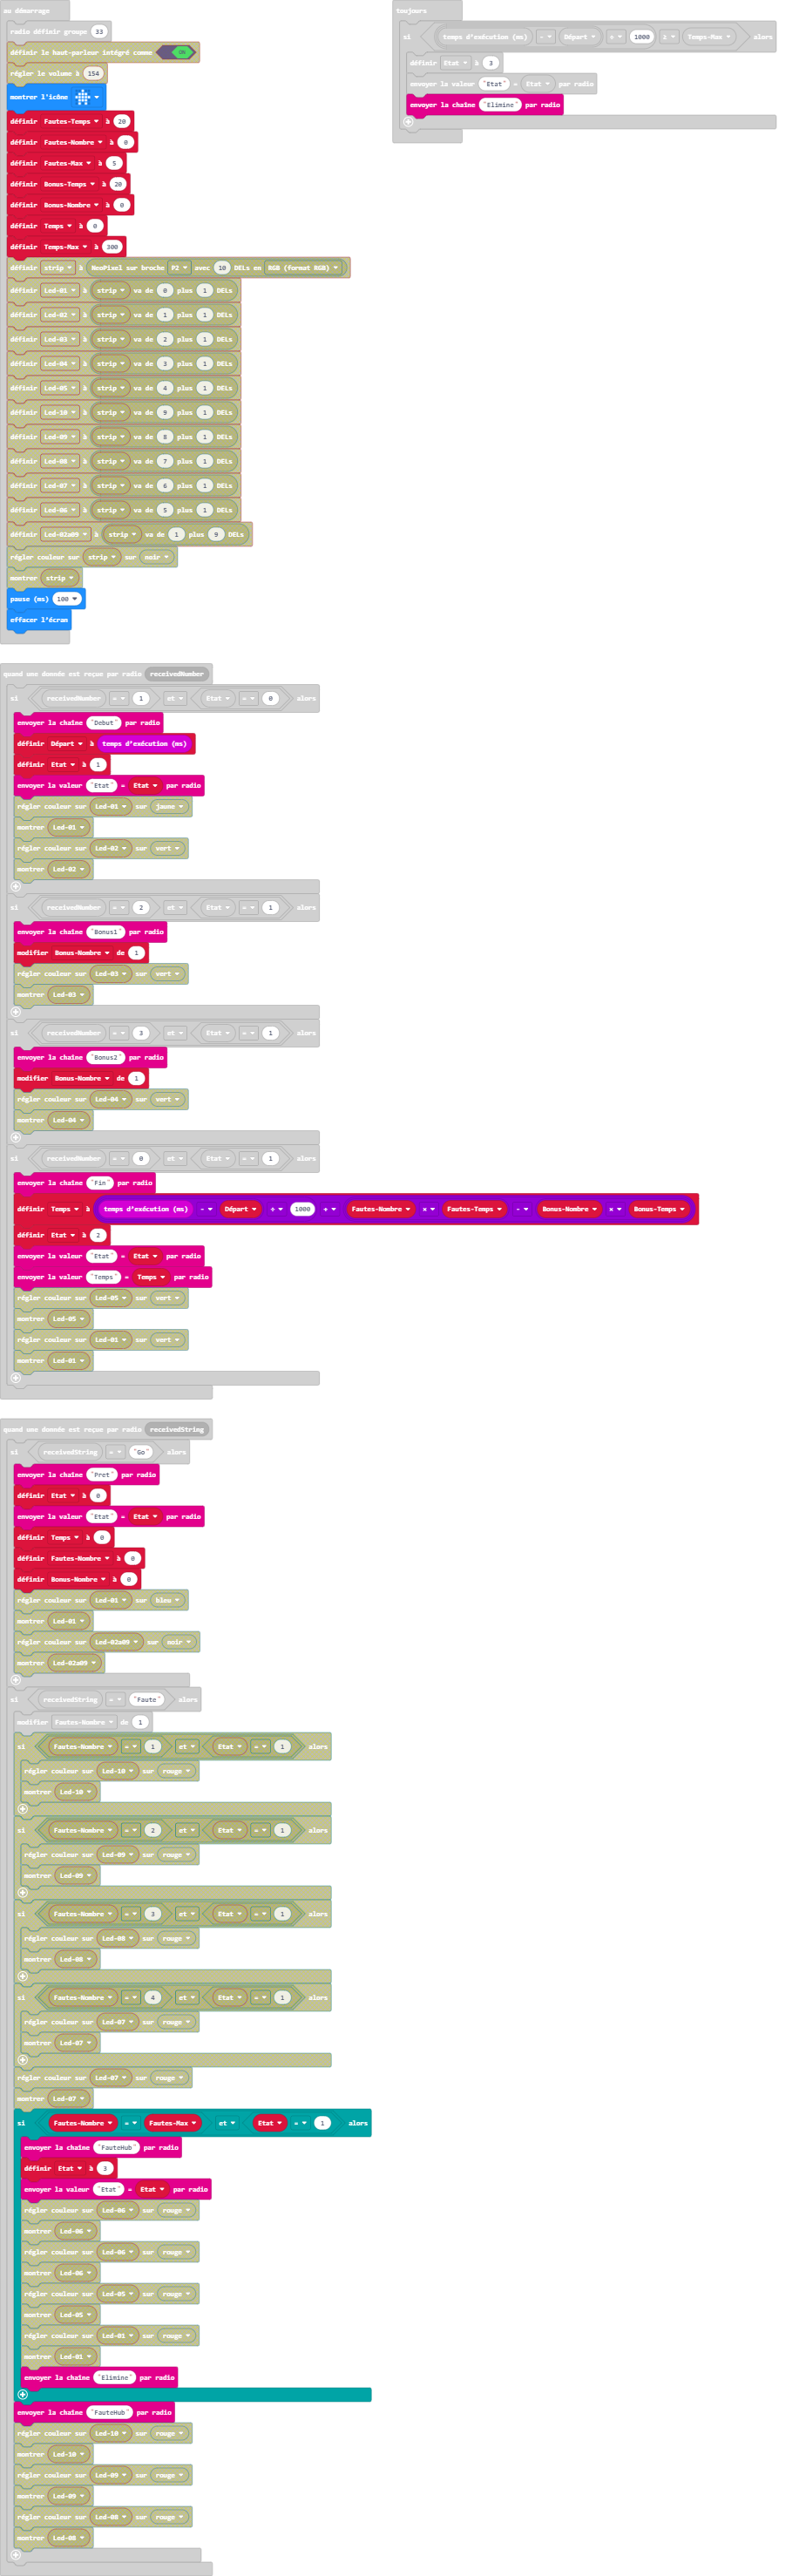 au démarrage
radio définir groupe 33
définir le haut-parleur intégré comme ON
régler le volume à 154
montrer l'icône
définir Fautes-Temps à 20
définir Fautes-Nombre à 0
définir Fautes-Max à 5
définir Bonus-Temps à 20
définir Bonus-Nombre à 0
définir Temps à 0
définir Temps-Max à 300
définir strip à NeoPixel sur broche P2 avec 10 DELs en RGB (format RGB)
définir Led-01 à strip va de 0 plus 1 DELs
définir Led-02 à strip va de 1 plus 1 DELs
définir Led-03 à strip va de 2 plus 1 DELs
définir Led-04 à strip va de 3 plus 1 DELs
définir Led-05 à strip va de 4 plus 1 DELs
définir Led-10 à strip va de 9 plus 1 DELs
définir Led-09 à strip va de 8 plus 1 DELs
définir Led-08 à strip va de 7 plus 1 DELs
définir Led-07 à strip va de 6 plus 1 DELs
définir Led-06 à strip va de 5 plus 1 DELs
définir Led-02a09 à strip va de 1 plus 9 DELs
régler couleur sur strip sur noir
montrer strip
pause (ms) 100
effacer l'écran
toujours
si temps d'exécution (ms) - Départ ÷ 1000 ≥ Temps-Max alors
définir Etat à 3
envoyer la valeur "Etat" = Etat par radio
envoyer la chaîne "Elimine" par radio
quand une donnée est reçue par radio receivedNumber
si receivedNumber = 1 et Etat = 0 alors
envoyer la chaîne "Debut" par radio
définir Départ à temps d'exécution (ms)
définir Etat à 1
envoyer la valeur "Etat" = Etat par radio
régler couleur sur Led-01 sur jaune
montrer Led-01
régler couleur sur Led-02 sur vert
montrer Led-02
si receivedNumber = 2 et Etat = 1 alors
envoyer la chaîne "Bonus1" par radio
modifier Bonus-Nombre de 1
régler couleur sur Led-03 sur vert
montrer Led-03
si receivedNumber = 3 et Etat = 1 alors
envoyer la chaîne "Bonus2" par radio
modifier Bonus-Nombre de 1
régler couleur sur Led-04 sur vert
montrer Led-04
si receivedNumber = 0 et Etat = 1 alors
envoyer la chaîne "Fin" par radio
définir Temps à temps d'exécution (ms) - Départ ÷ 1000 + Fautes-Nombre × Fautes-Temps - Bonus-Nombre × Bonus-Temps
définir Etat à 2
envoyer la valeur "Etat" = Etat par radio
envoyer la valeur "Temps" = Temps par radio
régler couleur sur Led-05 sur vert
montrer Led-05
régler couleur sur Led-01 sur vert
montrer Led-01
quand une donnée est reçue par radio receivedString
si receivedString = "Go" alors
envoyer la chaîne "Pret" par radio
définir Etat à 0
envoyer la valeur "Etat" = Etat par radio
définir Temps à 0
définir Fautes-Nombre à 0
définir Bonus-Nombre à 0
régler couleur sur Led-01 sur bleu
montrer Led-01
régler couleur sur Led-02a09 sur noir
montrer Led-02a09
si receivedString = "Faute" alors
modifier Fautes-Nombre de 1
si Fautes-Nombre = 1 et Etat = 1 alors
régler couleur sur Led-10 sur rouge
montrer Led-10
si Fautes-Nombre = 2 et Etat = 1 alors
régler couleur sur Led-09 sur rouge
montrer Led-09
si Fautes-Nombre = 3 et Etat = 1 alors
régler couleur sur Led-08 sur rouge
montrer Led-08
si Fautes-Nombre = 4 et Etat = 1 alors
régler couleur sur Led-07 sur rouge
montrer Led-07
régler couleur sur Led-07 sur rouge
montrer Led-07
si Fautes-Nombre = Fautes-Max et Etat = 1 alors
envoyer la chaîne "FauteHub" par radio
définir Etat à 3
envoyer la valeur "Etat" = Etat par radio
régler couleur sur Led-06 sur rouge
montrer Led-06
régler couleur sur Led-06 sur rouge
montrer Led-06
régler couleur sur Led-05 sur rouge
montrer Led-05
régler couleur sur Led-01 sur rouge
montrer Led-01
envoyer la chaîne "Elimine" par radio
envoyer la chaîne "FauteHub" par radio
régler couleur sur Led-10 sur rouge
montrer Led-10
régler couleur sur Led-09 sur rouge
montrer Led-09
régler couleur sur Led-08 sur rouge
montrer Led-08